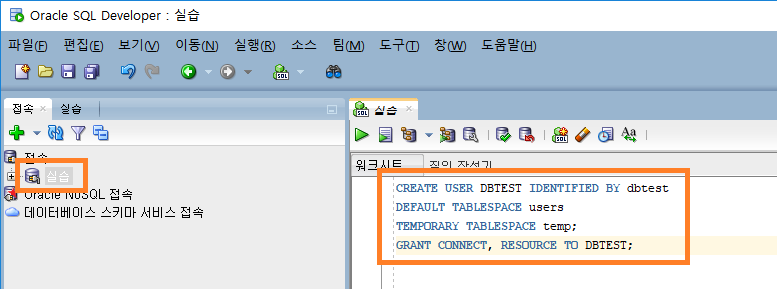 Oracle SQL Developer : 실습
파일(F) 편집(E) 보기(V) 이동(N) 실행(R) 소스 팀(M) 도구(T) 창(W) 도움말(H)
SQL
접속 × 실습
접속
실습
Oracle NoSQL 접속
데이터베이스 스키마 서비스 접속
실습 ×
SQL
Aa
워크시트 질의 작성기
CREATE USER DBTEST IDENTIFIED BY dbtest
DEFAULT TABLESPACE users
TEMPORARY TABLESPACE temp;
GRANT CONNECT, RESOURCE TO DBTEST;